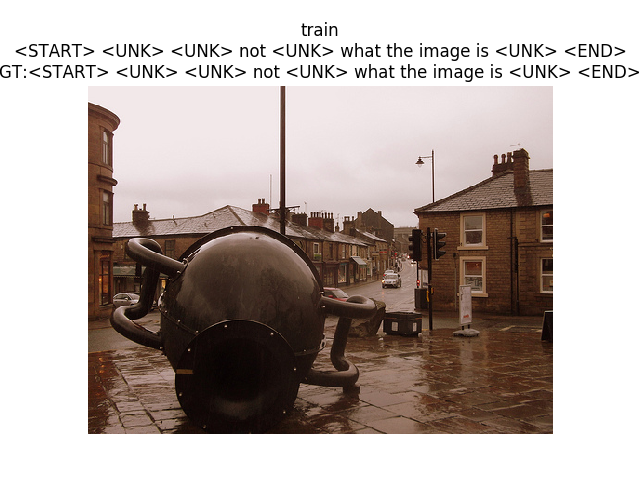 train
<START> <UNK> <UNK> not <UNK> what the image is <UNK> <END>
GT:<START> <UNK> <UNK> not <UNK> what the image is <UNK> <END>